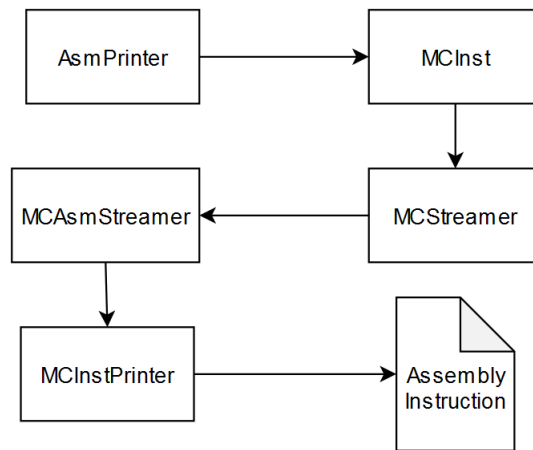 AsmPrinter
MCInst
MCAsmStreamer
MCStreamer
MCInstPrinter
Assembly
Instruction